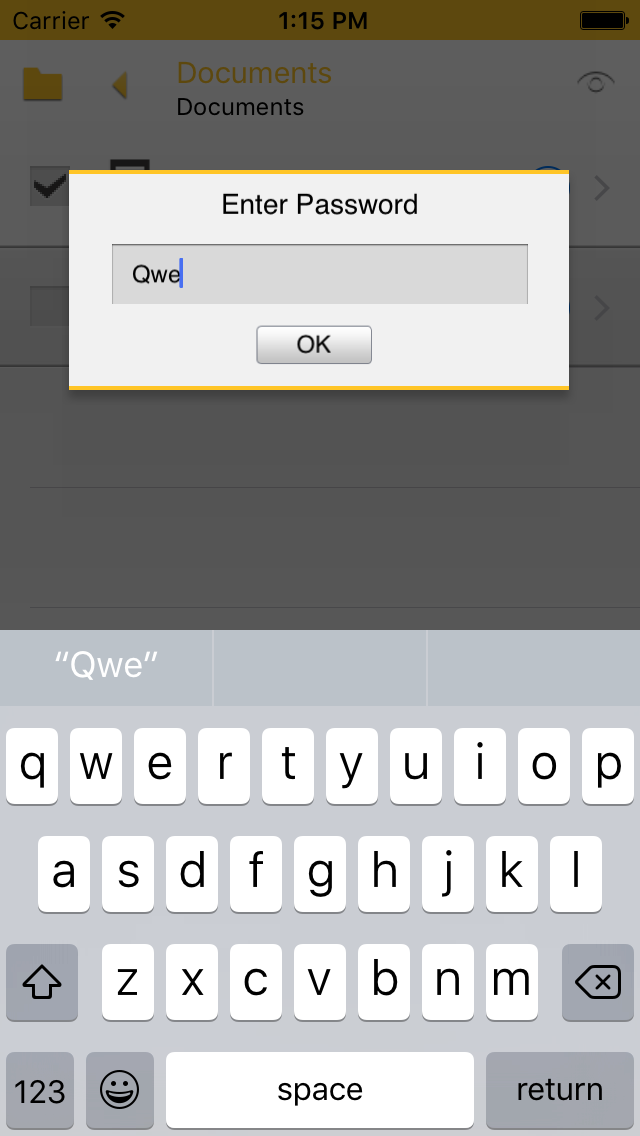 Carrier 1:15 PM
Documents
Documents
Enter Password
Qwe
OK
“Qwe”
q w e r t y u i o p
a s d f g h j k l
z x c v b n m
123 space return